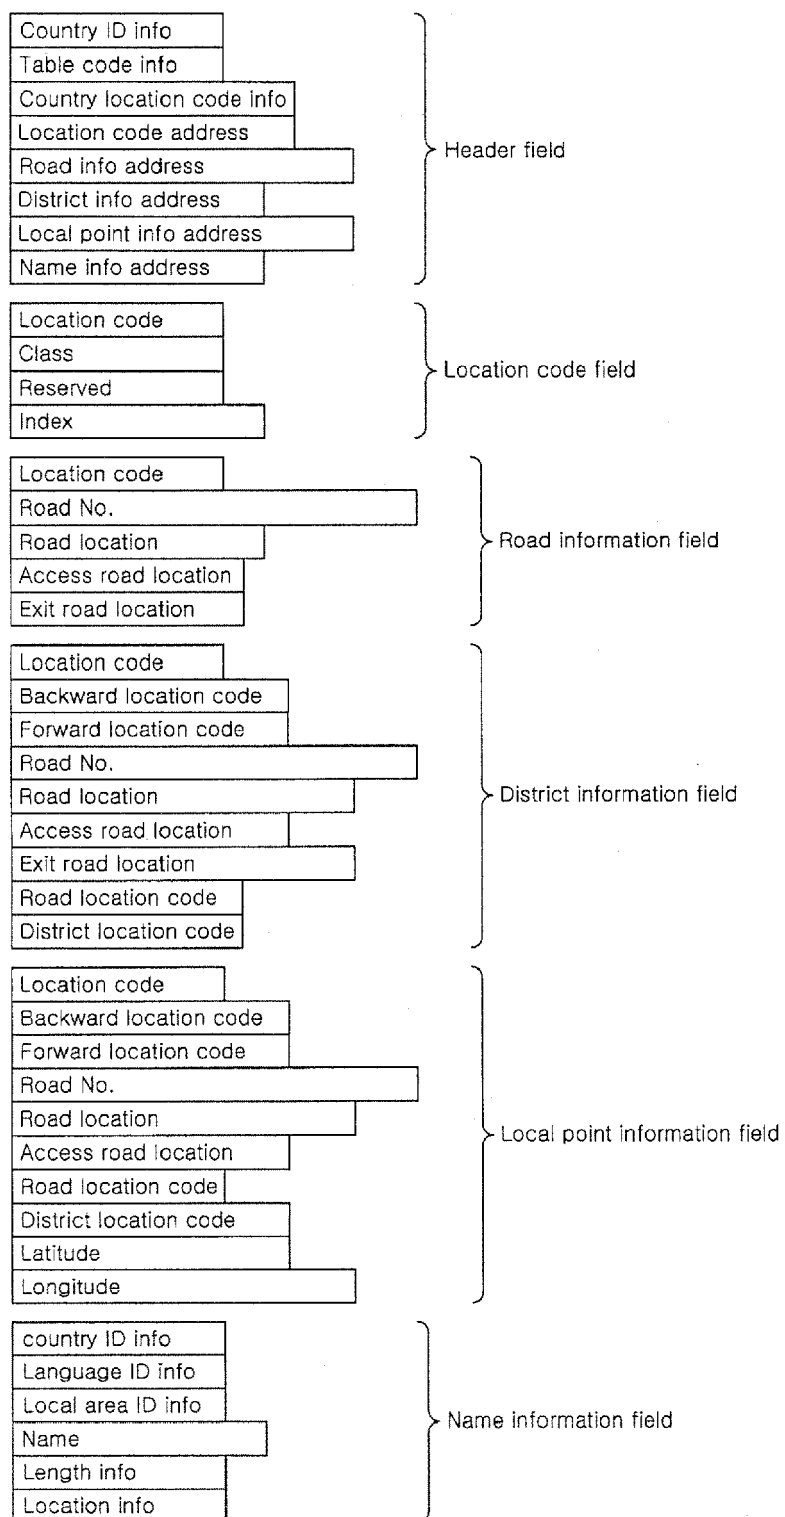 Country ID info
Table code info
Country location code info
Location code address
Road info address
District info address
Local point info address
Name info address
Header field
Location code
Class
Reserved
Index
Location code field
Location code
Road No.
Road location
Access road location
Exit road location
Road information field
Location code
Backward location code
Forward location code
Road No.
Road location
Access road location
Exit road location
Road location code
District location code
District information field
Location code
Backward location code
Forward location code
Road No.
Road location
Access road location
Road location code
District location code
Latitude
Longitude
Local point information field
country ID info
Language ID info
Local area ID info
Name
Length info
Location info
Name information field